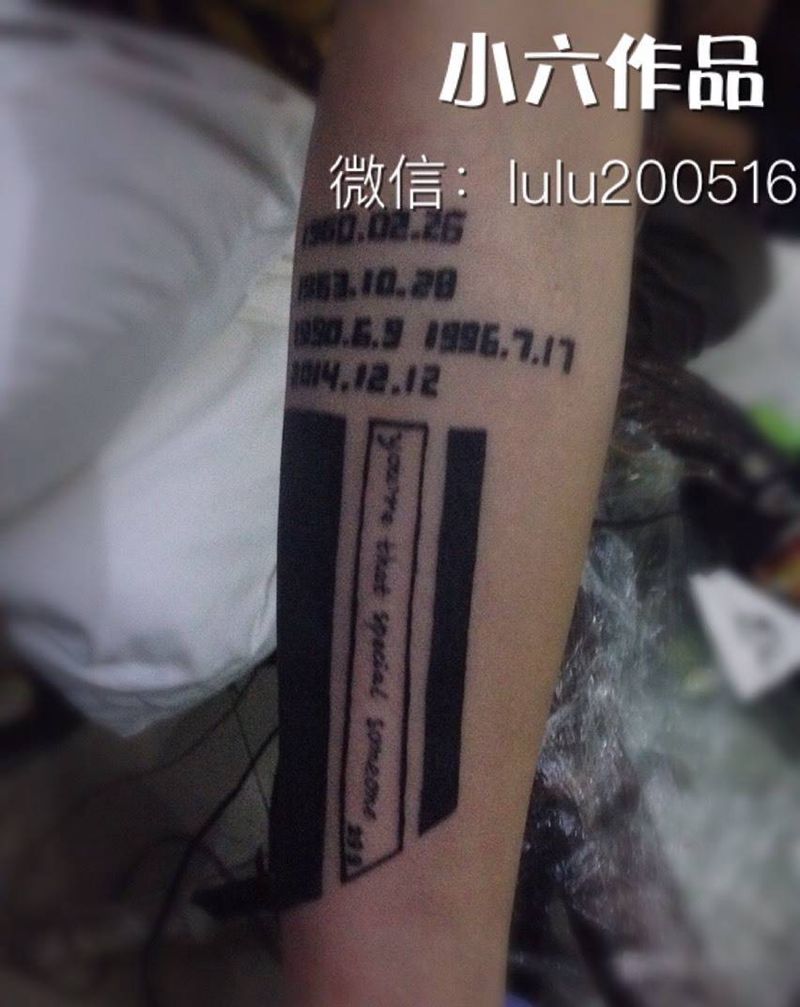 小六作品
微信：lulu200516
1960.02.26
1963.10.28
1990.6.9 1996.7.17
2014.12.12
you're that special someone